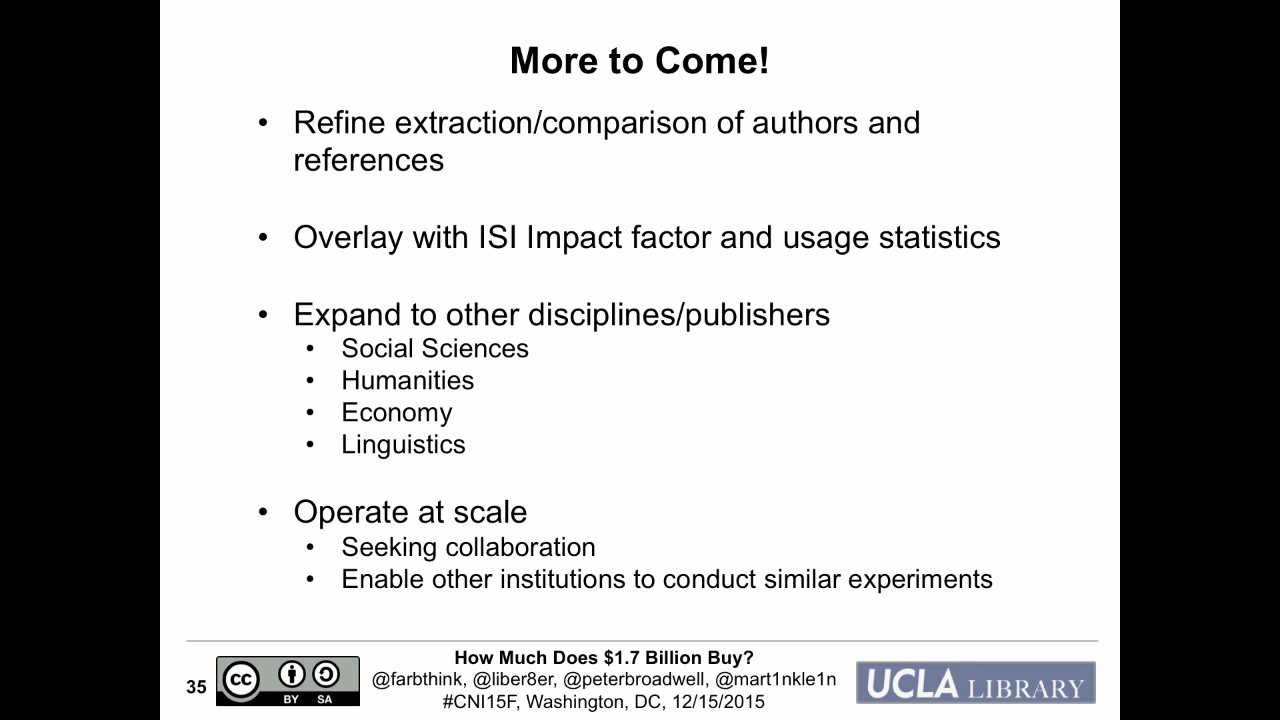 More to Come!
• Refine extraction/comparison of authors and
references
• Overlay with ISI Impact factor and usage statistics
• Expand to other disciplines/publishers
• Social Sciences
• Humanities
• Economy
• Linguistics
• Operate at scale
• Seeking collaboration
• Enable other institutions to conduct similar experiments
35
cc
BY SA
How Much Does $1.7 Billion Buy?
@farbthink, @liber8er, @peterbroadwell, @mart1nkle1n
#CNI15F, Washington, DC, 12/15/2015
UCLA LIBRARY